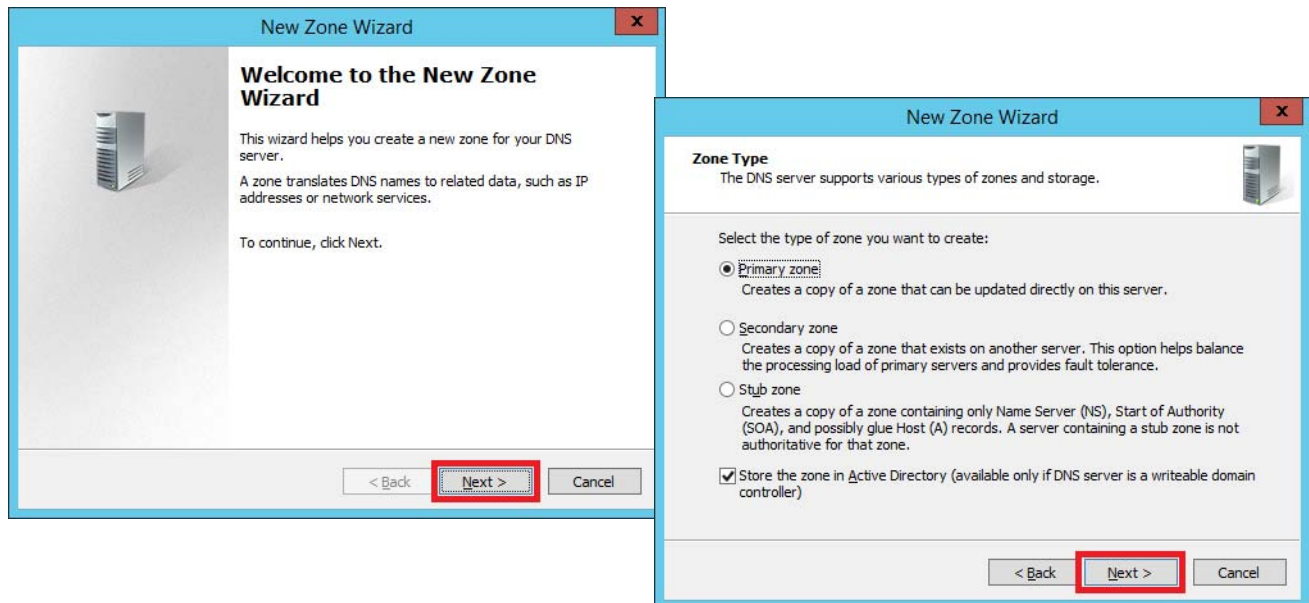 New Zone Wizard
x
Welcome to the New Zone
Wizard
This wizard helps you create a new zone for your DNS
server.
A zone translates DNS names to related data, such as IP
addresses or network services.
To continue, click Next.
< Back
Next >
Cancel
New Zone Wizard
x
Zone Type
The DNS server supports various types of zones and storage.
Select the type of zone you want to create:
Primary zone
Creates a copy of a zone that can be updated directly on this server.
Secondary zone
Creates a copy of a zone that exists on another server. This option helps balance
the processing load of primary servers and provides fault tolerance.
Stub zone
Creates a copy of a zone containing only Name Server (NS), Start of Authority
(SOA), and possibly glue Host (A) records. A server containing a stub zone is not
authoritative for that zone.
Store the zone in Active Directory (available only if DNS server is a writeable domain
controller)
< Back
Next >
Cancel